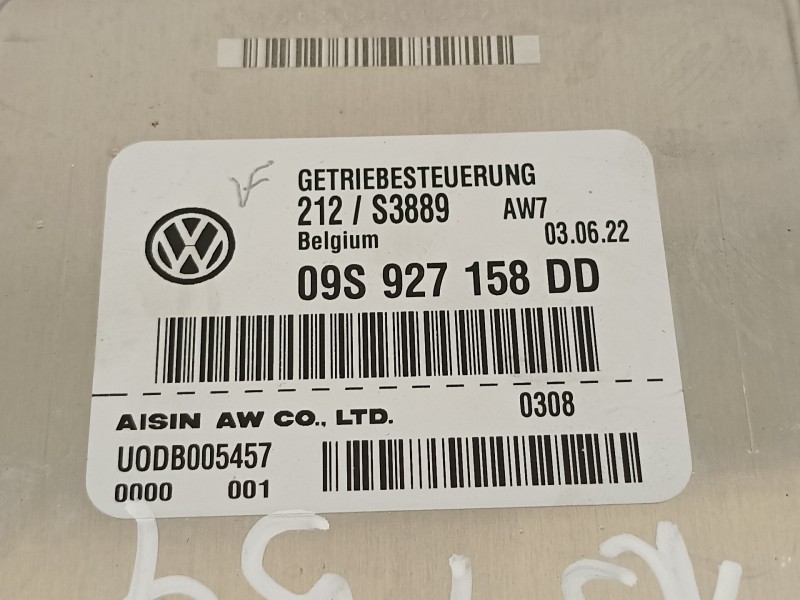 VF
GETRIEBESTEUERUNG
212 / S3889 AW7
Belgium 03.06.22
09S 927 158 DD
AISIN AW CO., LTD. 0308
UODB005457
0000 001